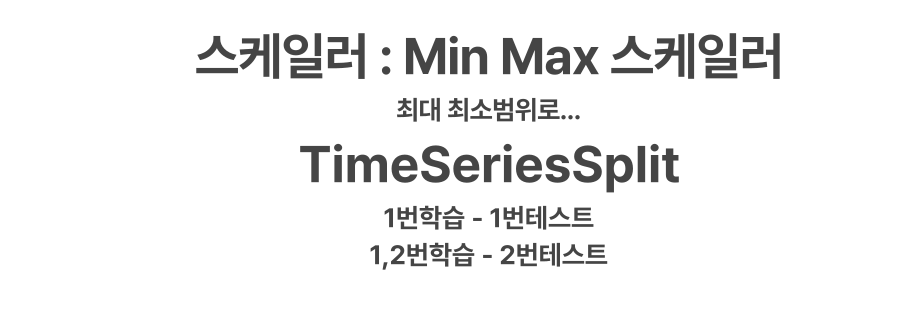 스케일러 : Min Max 스케일러
최대 최소범위로...
TimeSeriesSplit
1번학습 - 1번테스트
1,2번학습 - 2번테스트